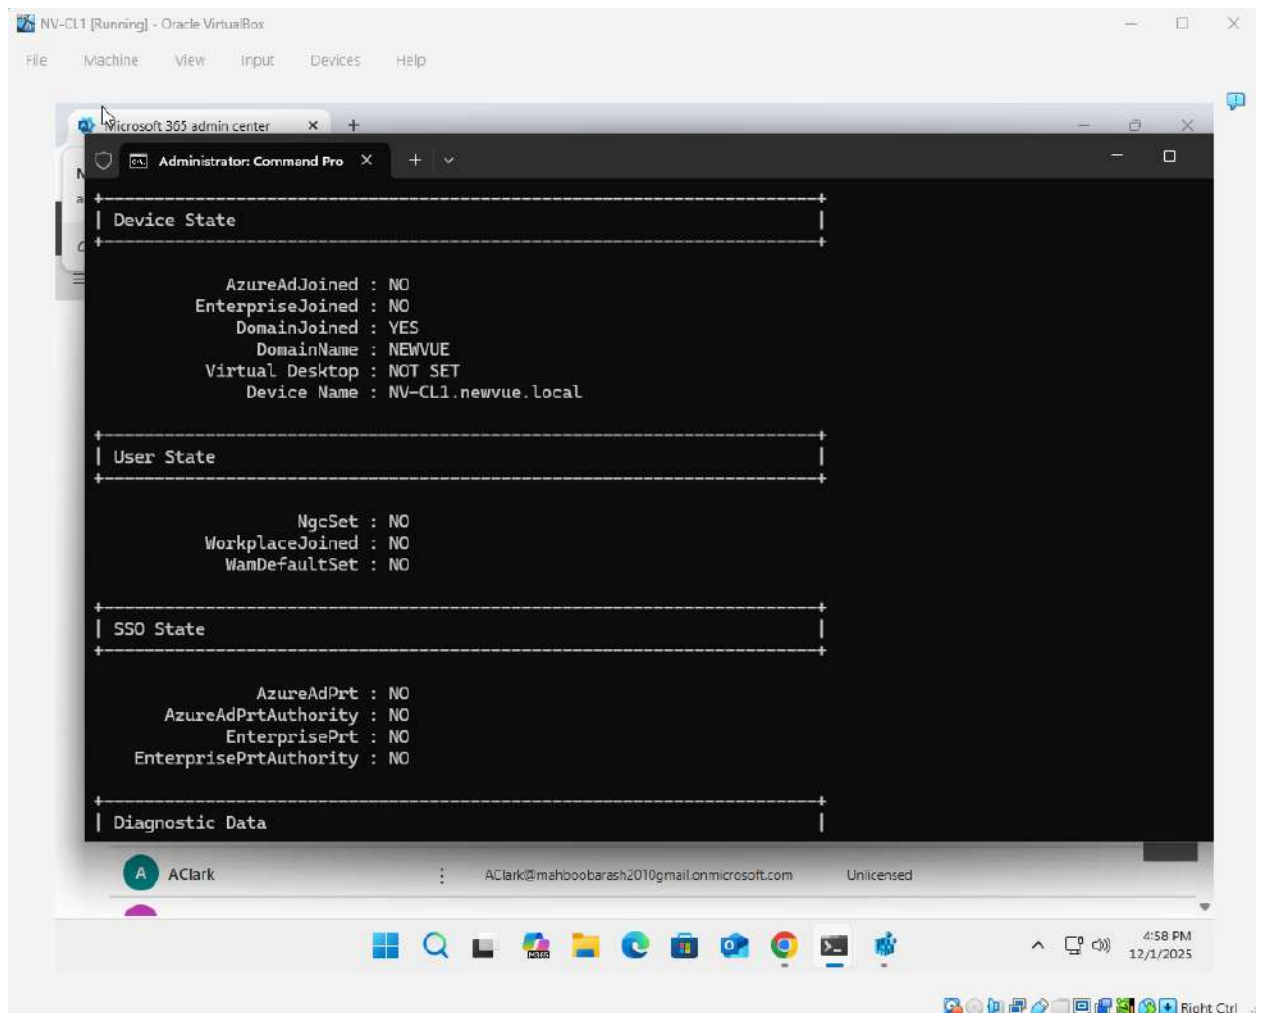 NV-CL1 [Running] - Oracle VirtualBox
File Machine View Input Devices Help
Microsoft 365 admin center
Administrator: Command Pro
Device State
AzureAdJoined : NO
EnterpriseJoined : NO
DomainJoined : YES
DomainName : NEWVUE
Virtual Desktop : NOT SET
Device Name : NV-CL1.newvue.local
User State
NgcSet : NO
WorkplaceJoined : NO
WamDefaultSet : NO
SSO State
AzureAdPrt : NO
AzureAdPrtAuthority : NO
EnterprisePrt : NO
EnterprisePrtAuthority : NO
Diagnostic Data
A AClark AClark@mahboobarash2010gmail.onmicrosoft.com Unlicensed
M365
4:58 PM
12/1/2025
Right Ctrl